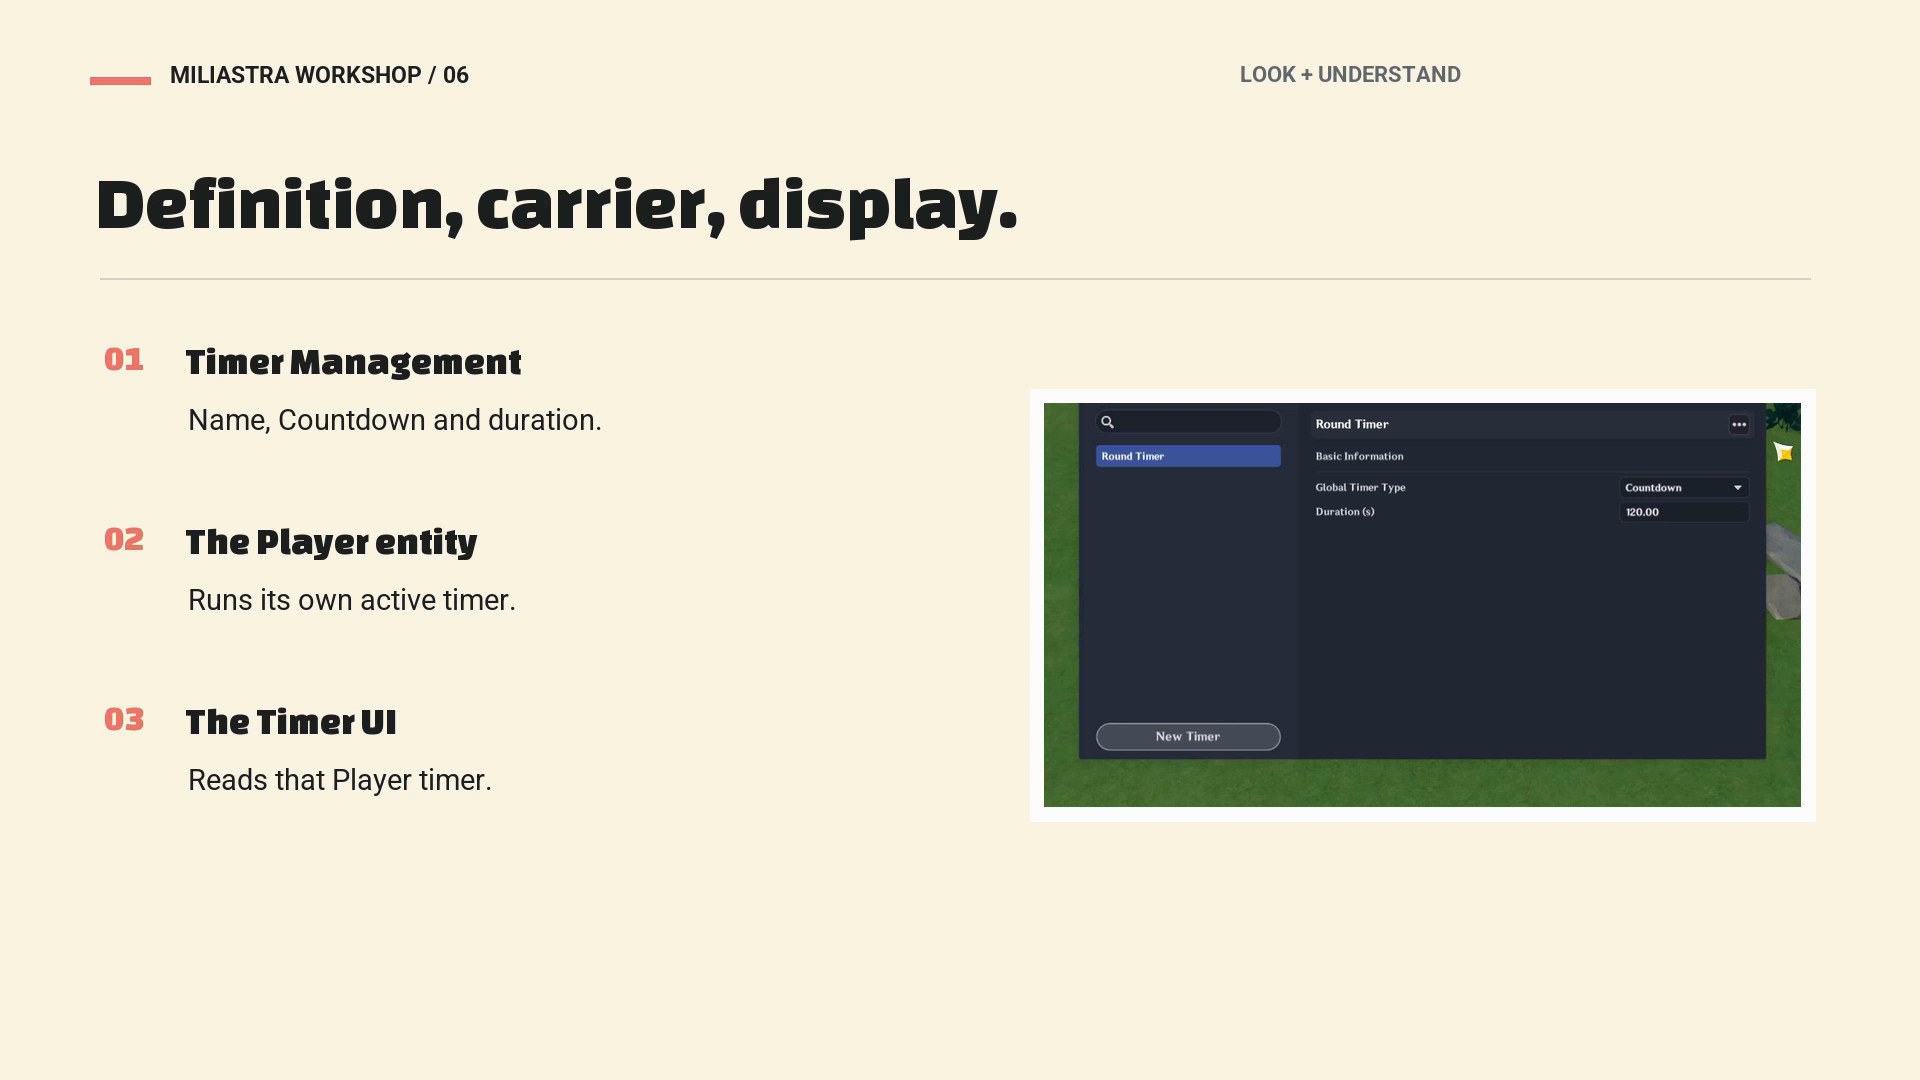 MILIASTRA WORKSHOP / 06
LOOK + UNDERSTAND
Definition, carrier, display.
01
Timer Management
Name, Countdown and duration.
02
The Player entity
Runs its own active timer.
03
The Timer UI
Reads that Player timer.
Round Timer
New Timer
Round Timer
Basic Information
Global Timer Type
Countdown
Duration (s)
120.00